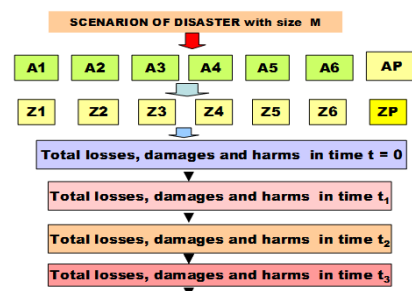 SCENARION OF DISASTER with size M
A1 A2 A3 A4 A5 A6 AP
Z1 Z2 Z3 Z4 Z5 Z6 ZP
Total losses, damages and harms in time t = 0
Total losses, damages and harms in time t₁
Total losses, damages and harms in time t₂
Total losses, damages and harms in time t₃